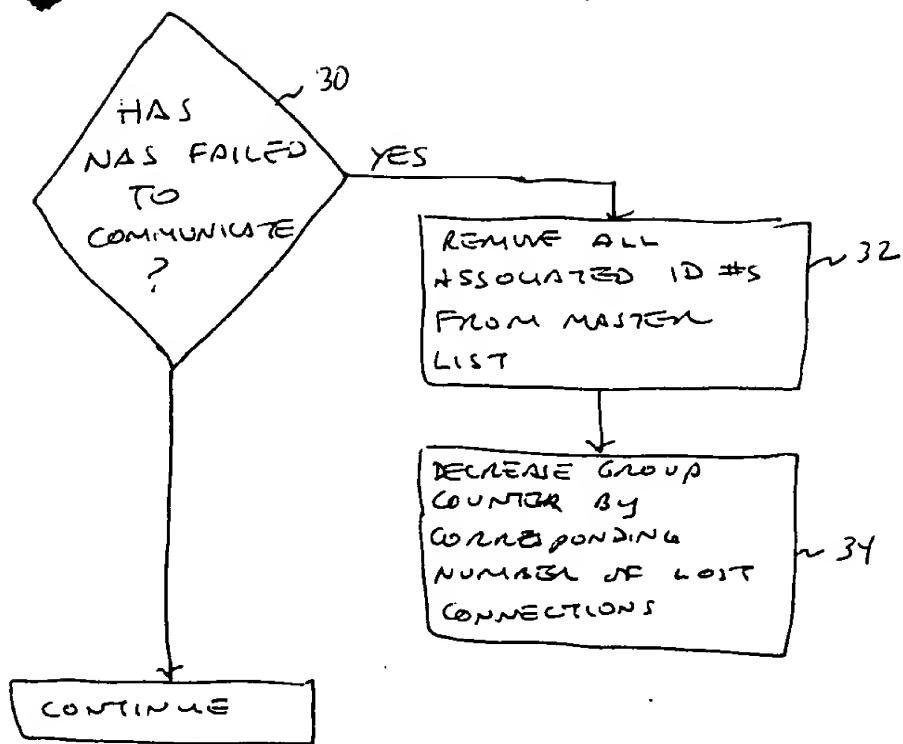 HAS
NAS FAILED
TO
COMMUNICATE
?
30
YES
REMOVE ALL
ASSOCIATED ID #S
FROM MASTER
LIST
32
DECREASE GROUP
COUNTER BY
CORRESPONDING
NUMBER OF LOST
CONNECTIONS
34
CONTINUE